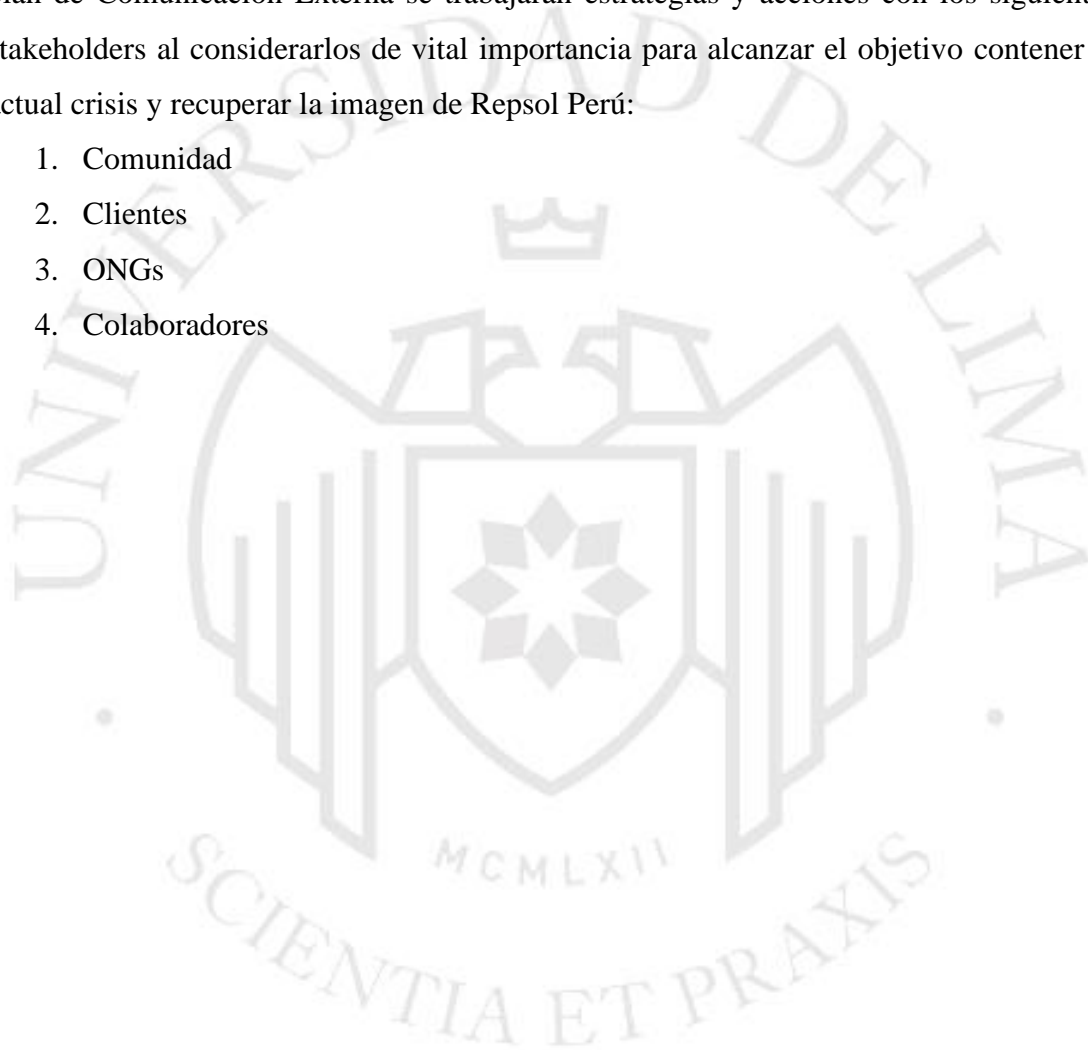 plan de Comunicación Externa se trabajarán estrategias y acciones con los siguient
takeholders al considerarlos de vital importancia para alcanzar el objetivo contener
actual crisis y recuperar la imagen de Repsol Perú:
1. Comunidad
2. Clientes
3. ONGs
4. Colaboradores
UNIVERSIDAD DE LIMA
MCMLXII
SCIENTIA ET PRAXIS